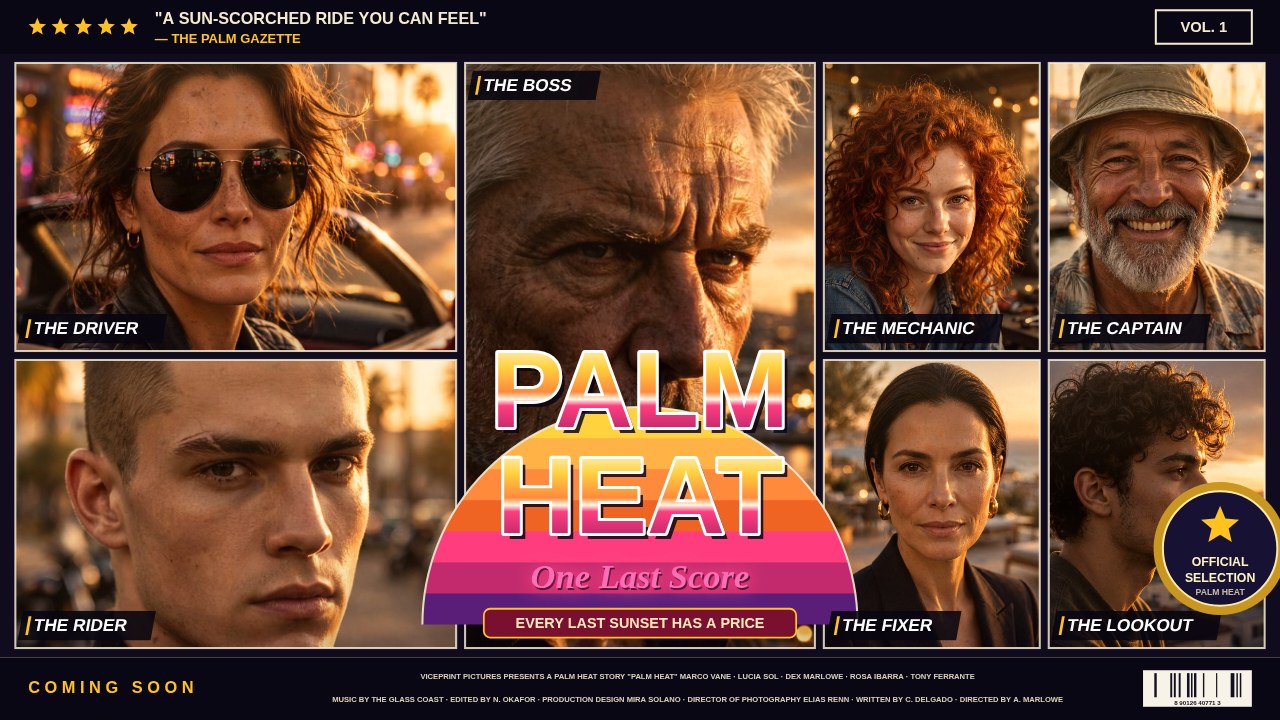 "A SUN-SCORCHED RIDE YOU CAN FEEL"
— THE PALM GAZETTE
VOL. 1
THE DRIVER
THE BOSS
THE MECHANIC
THE CAPTAIN
PALM
HEAT
One Last Score
EVERY LAST SUNSET HAS A PRICE
THE RIDER
THE FIXER
THE LOOKOUT
OFFICIAL
SELECTION
PALM HEAT
COMING SOON
VICEPRINT PICTURES PRESENTS A PALM HEAT STORY "PALM HEAT" MARCO VANE · LUCIA SOL · DEX MARLOWE · ROSA IBARRA · TONY FERRANTE
MUSIC BY THE GLASS COAST · EDITED BY N. OKAFOR · PRODUCTION DESIGN MIRA SOLANO · DIRECTOR OF PHOTOGRAPHY ELIAS RENN · WRITTEN BY C. DELGADO · DIRECTED BY A. MARLOWE
8 90126 40771 3